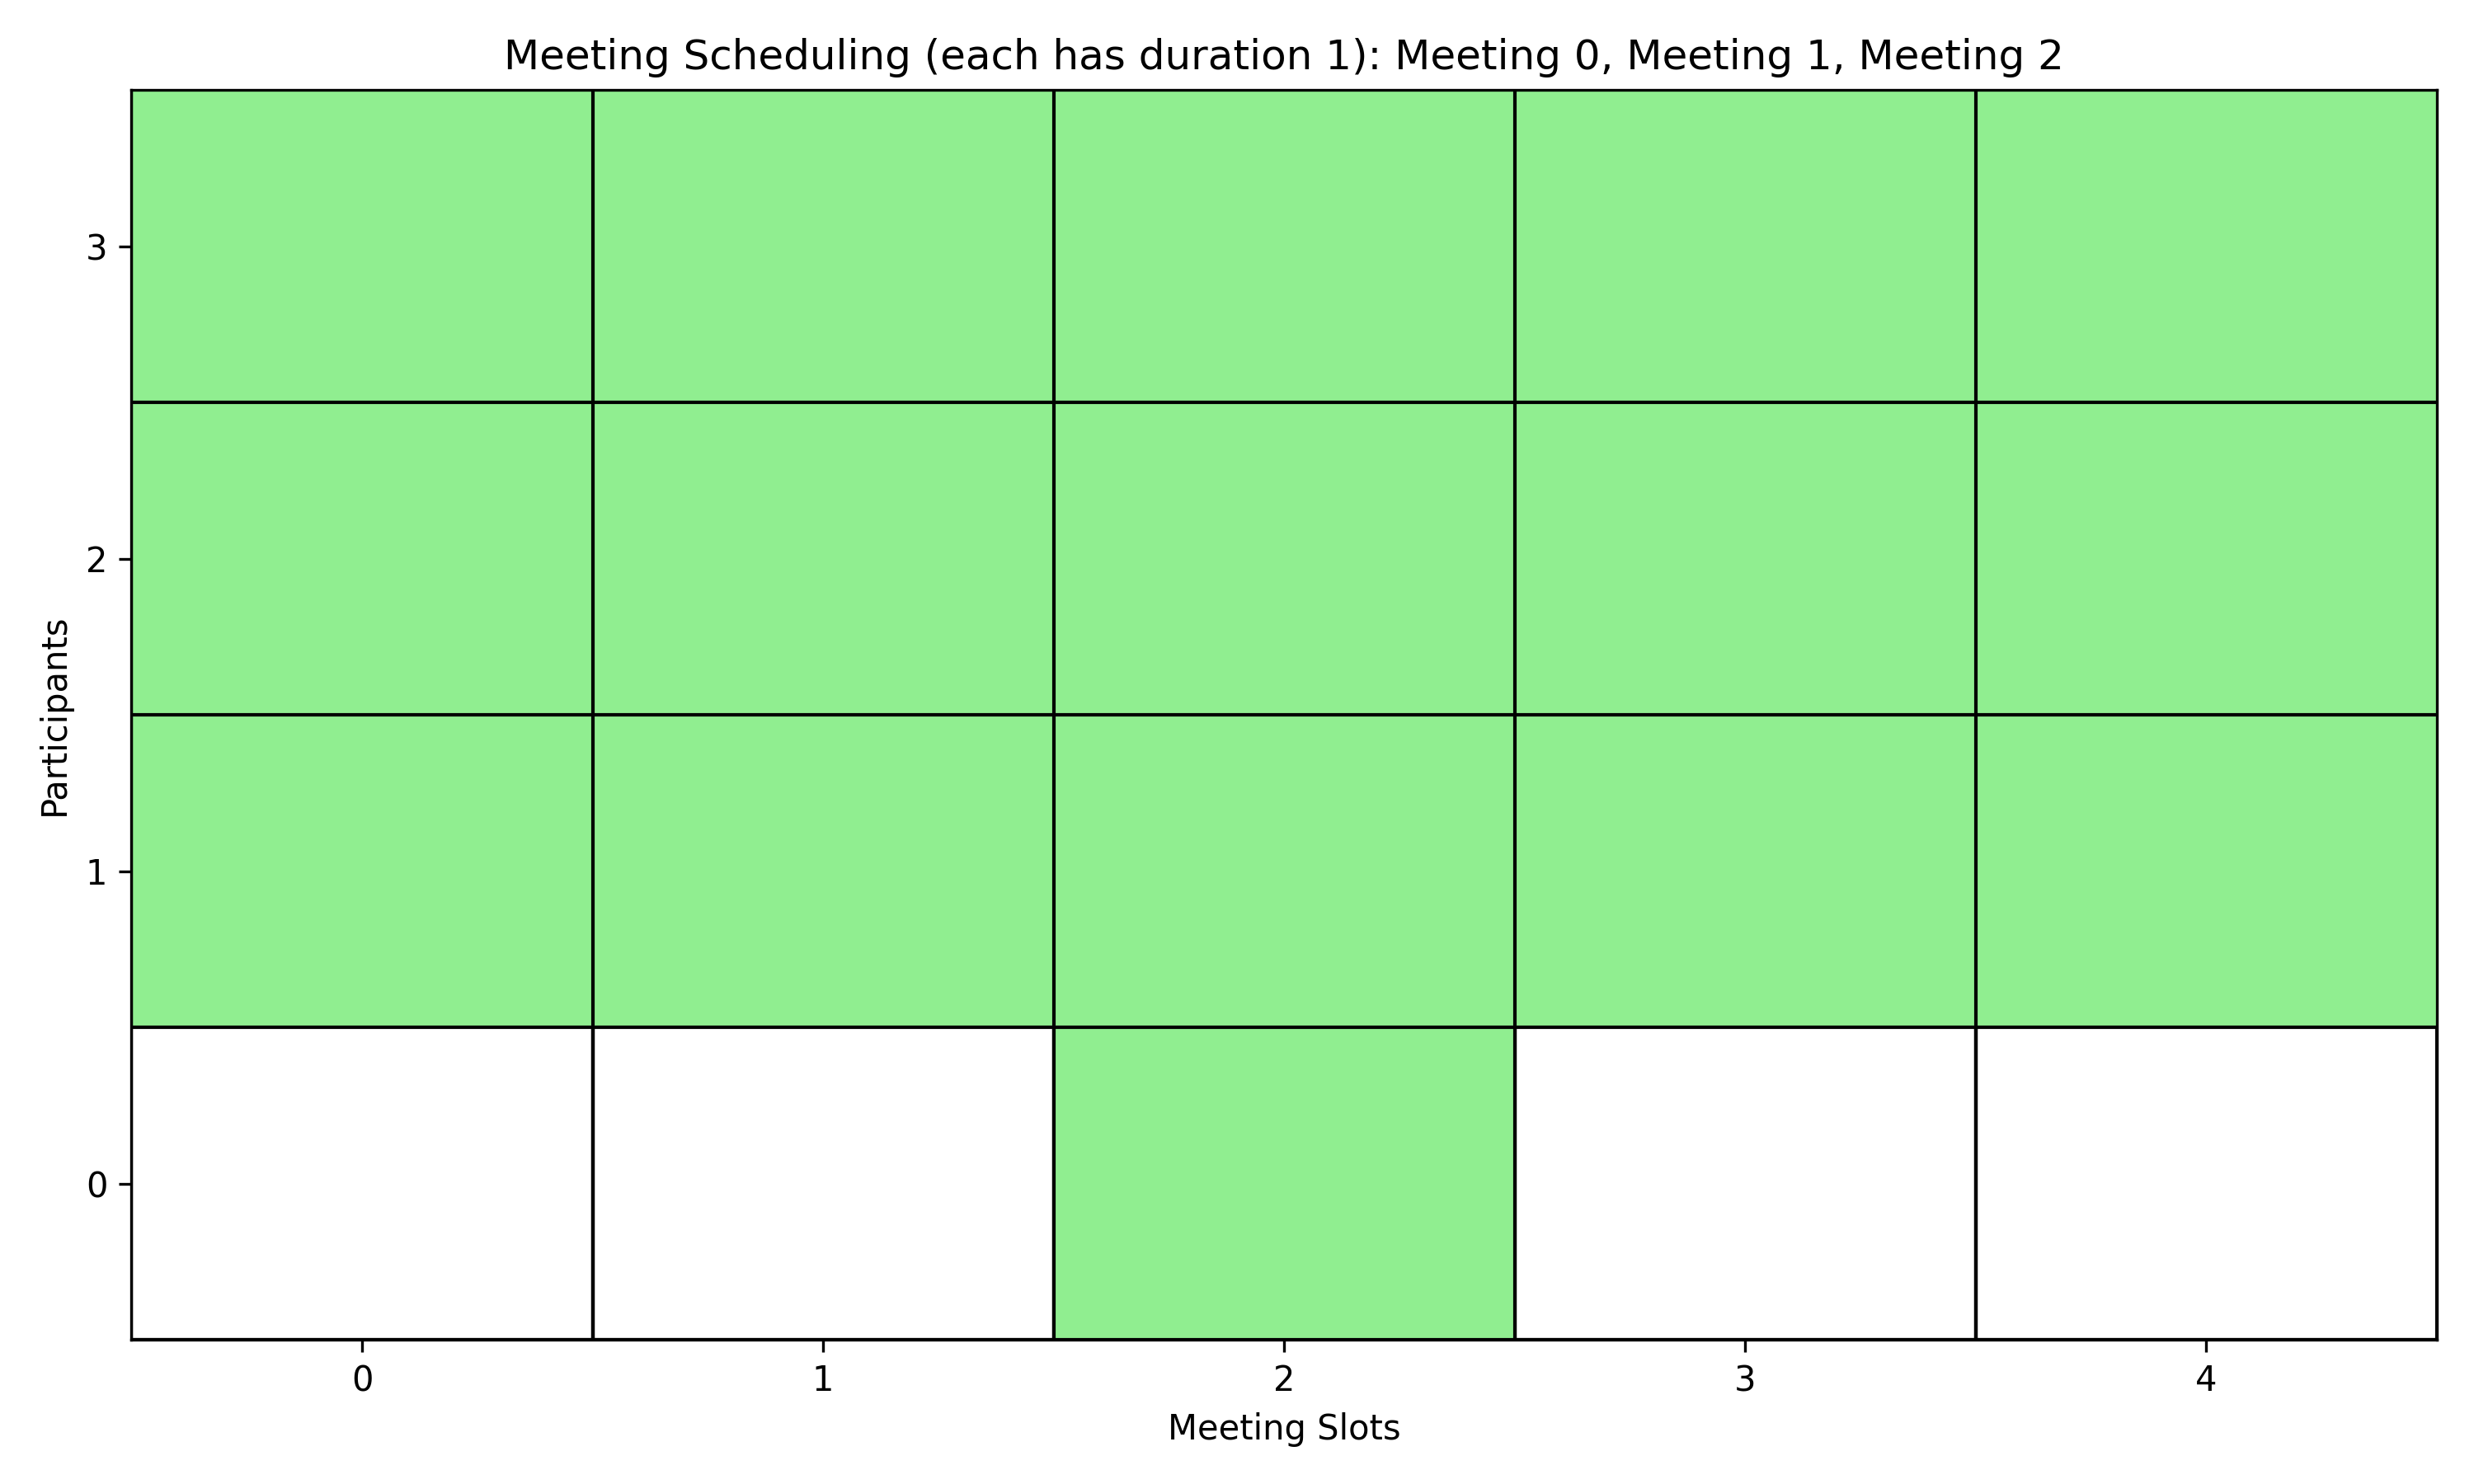 Meeting Scheduling (each has duration 1): Meeting 0, Meeting 1, Meeting 2
3
2
1
0
Participants
0 1 2 3 4
Meeting Slots